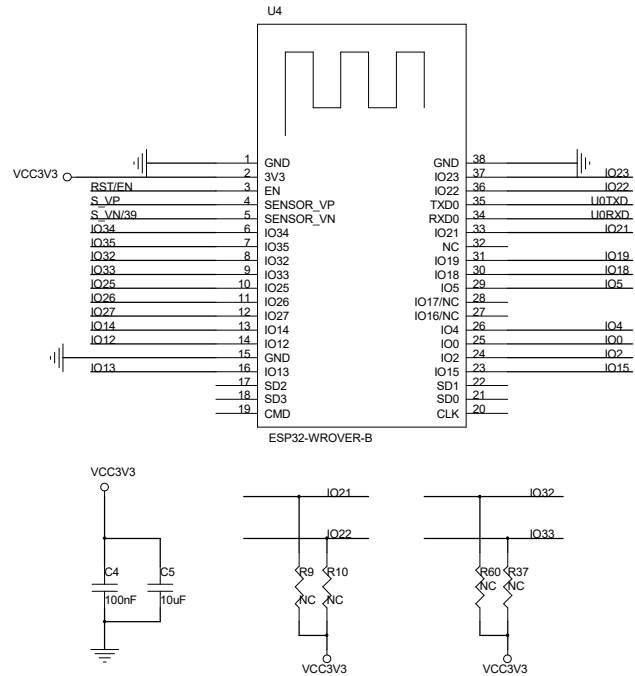 U4
1 GND GND 38
VCC3V3 2 3V3 IO23 37 IO23
RST/EN 3 EN IO22 36 IO22
S_VP 4 SENSOR_VP TXD0 35 U0TXD
S_VN/39 5 SENSOR_VN RXD0 34 U0RXD
IO34 6 IO34 IO21 33 IO21
IO35 7 IO35 NC 32
IO32 8 IO32 IO19 31 IO19
IO33 9 IO33 IO18 30 IO18
IO25 10 IO25 IO5 29 IO5
IO26 11 IO26 IO17/NC 28
IO27 12 IO27 IO16/NC 27
IO14 13 IO14 IO4 26 IO4
IO12 14 IO12 IO0 25 IO0
15 GND IO2 24 IO2
IO13 16 IO13 IO15 23 IO15
17 SD2 SD1 22
18 SD3 SD0 21
19 CMD CLK 20
ESP32-WROVER-B
VCC3V3
IO21 IO32
IO22 IO33
C4 C5 R9 R10 R60 R37
100nF 10uF NC NC NC NC
VCC3V3 VCC3V3